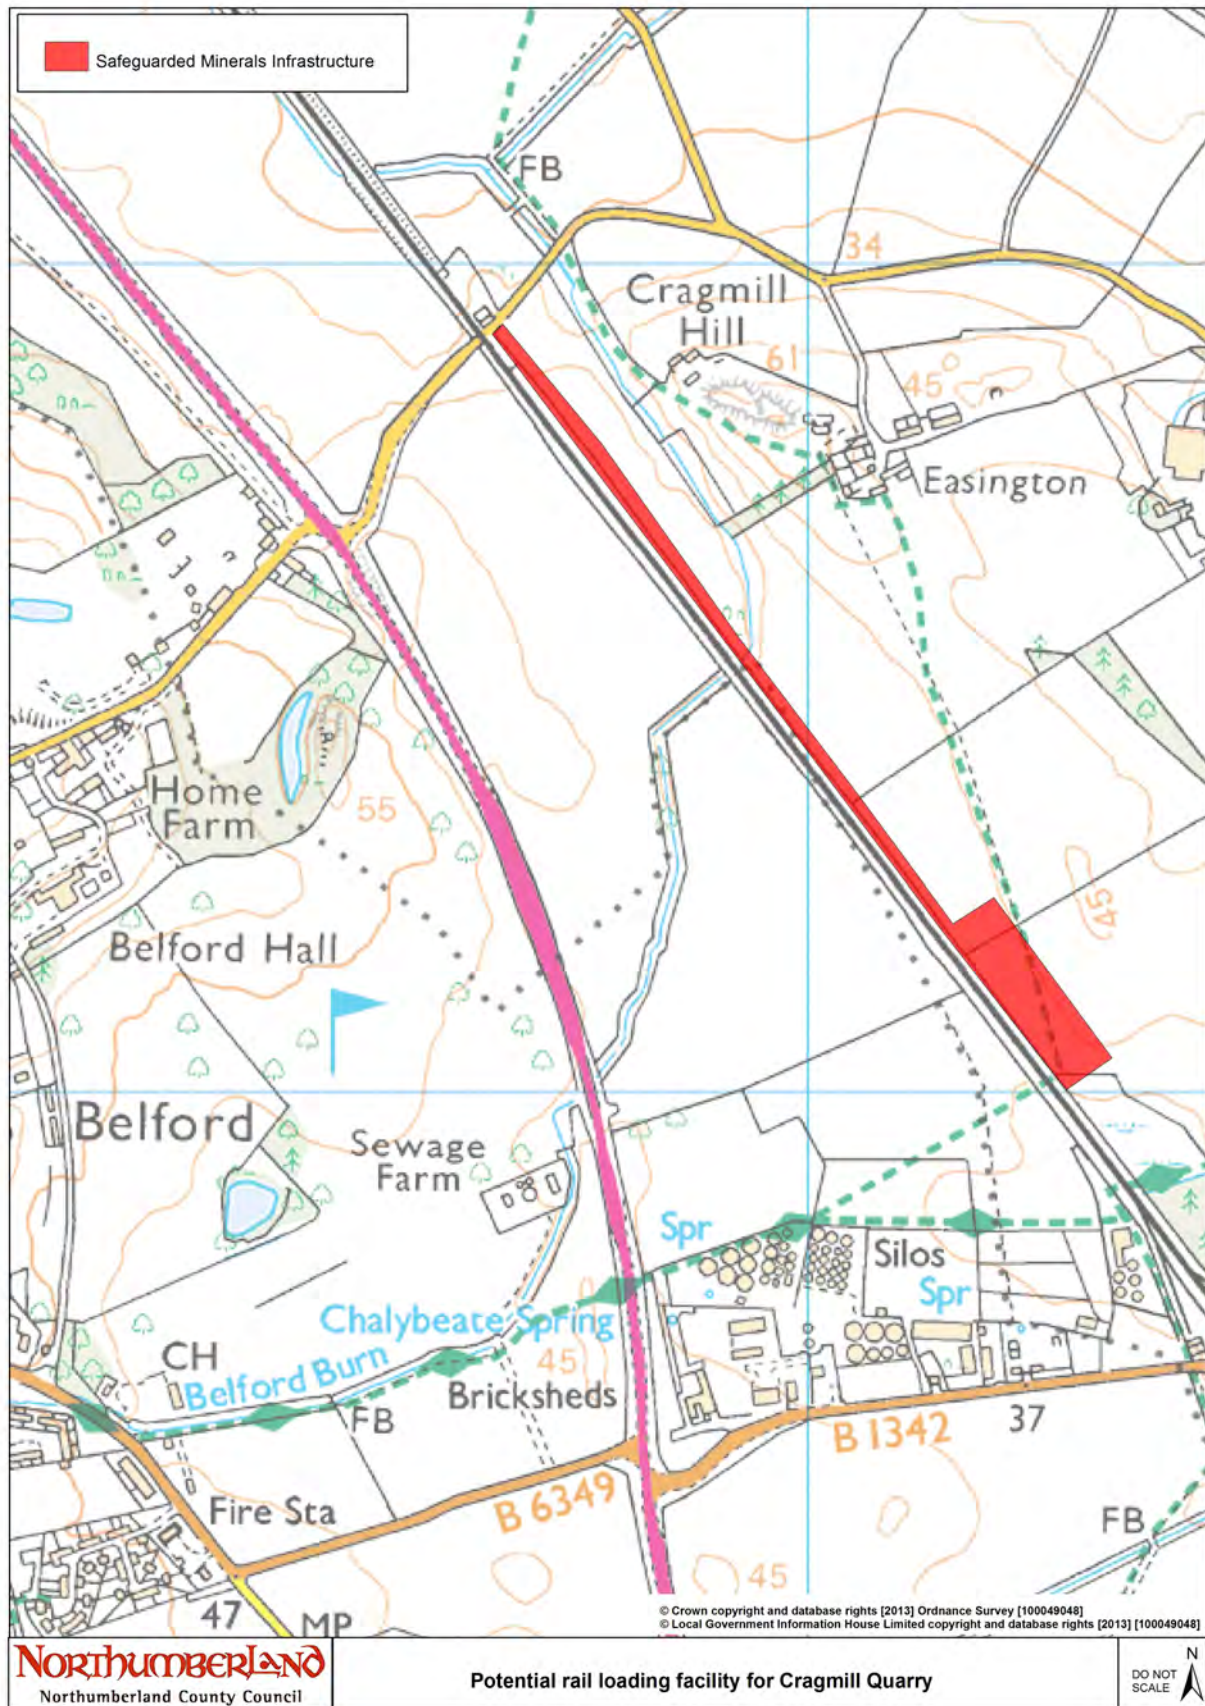 Safeguarded Minerals Infrastructure
FB
34
Cragmill
Hill
61
45
Easington
Home
Farm
55
45
Belford Hall
Belford
Sewage
Farm
Spr
Silos
Spr
Chalybeate Spring
CH
Belford Burn
45
Bricksheds
FB
37
B 1342
B 6349
Fire Sta
FB
45
47
MP
© Crown copyright and database rights [2013] Ordnance Survey [100049048]
© Local Government Information House Limited copyright and database rights [2013] [100049048]
NORTHUMBERLAND
Northumberland County Council
Potential rail loading facility for Cragmill Quarry
DO NOT
SCALE
N